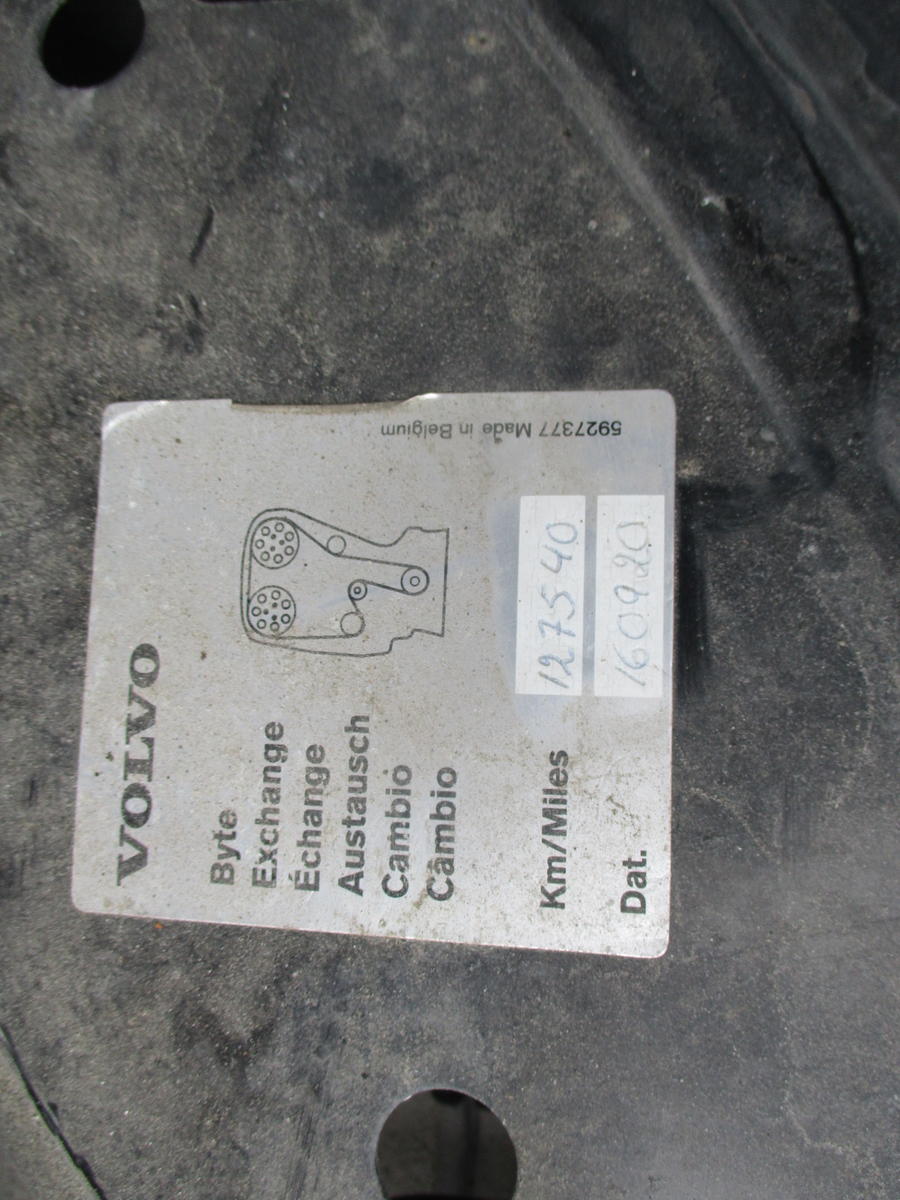 VOLVO
Byte
Exchange
Échange
Austausch
Cambio
Câmbio
Km/Miles 127540
Dat. 160920
5927377 Made in Belgium